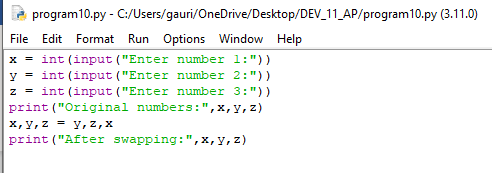 program10.py - C:/Users/gauri/OneDrive/Desktop/DEV_11_AP/program10.py (3.11.0)
File Edit Format Run Options Window Help
x = int(input("Enter number 1:"))
y = int(input("Enter number 2:"))
z = int(input("Enter number 3:"))
print("Original numbers:",x,y,z)
x,y,z = y,z,x
print("After swapping:",x,y,z)